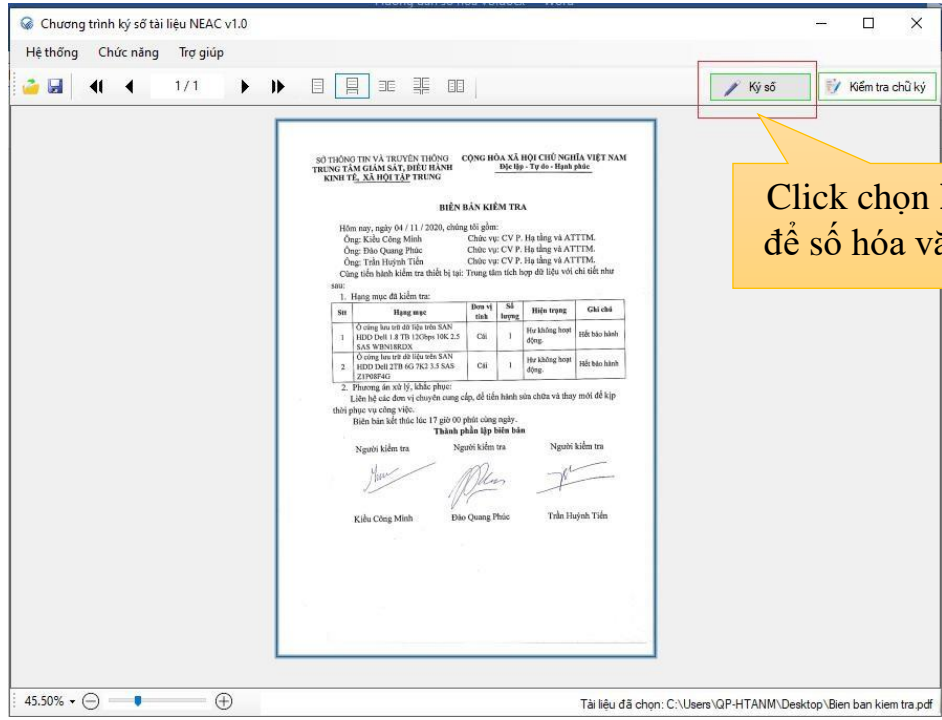 Chương trình ký số tài liệu NEAC v1.0
Hệ thống Chức năng Trợ giúp
1/1
Ký số
Kiểm tra chữ ký
Click chọn
để số hóa
SỞ THÔNG TIN VÀ TRUYỀN THÔNG CỘNG HÒA XÃ HỘI CHỦ NGHĨA VIỆT NAM
TRUNG TÂM GIÁM SÁT, ĐIỀU HÀNH Độc lập - Tự do - Hạnh phúc
KINH TẾ, XÃ HỘI TẬP TRUNG
BIÊN BẢN KIỂM TRA
Hôm nay, ngày 04 / 11 / 2020, chúng tôi gồm:
Ông: Kiều Công Minh Chức vụ: CV P. Hạ tầng và ATTTM.
Ông: Đào Quang Phúc Chức vụ: CV P. Hạ tầng và ATTTM.
Ông: Trần Huỳnh Tiến Chức vụ: CV P. Hạ tầng và ATTTM.
Cùng tiến hành kiểm tra thiết bị tại: Trung tâm tích hợp dữ liệu với chi tiết như
sau:
1. Hạng mục đã kiểm tra:
Stt Hạng mục Đơn vị tính Số lượng Hiện trạng Ghi chú
1 Ổ cứng lưu trữ dữ liệu trên SAN HDD Dell 1.8 TB 12Gbps 10K 2.5 SAS WBN18RDX Cái 1 Hư không hoạt động. Hết bảo hành
2 Ổ cứng lưu trữ dữ liệu trên SAN HDD Dell 2TB 6G 7K2 3.5 SAS Z1P08F4G Cái 1 Hư không hoạt động. Hết bảo hành
2. Phương án xử lý, khắc phục:
Liên hệ các đơn vị chuyên cung cấp, để tiến hành sửa chữa và thay mới để kịp
thời phục vụ công việc.
Biên bản kết thúc lúc 17 giờ 00 phút cùng ngày.
Thành phần lập biên bản
Người kiểm tra Người kiểm tra Người kiểm tra
Kiều Công Minh Đào Quang Phúc Trần Huỳnh Tiến
45.50%
Tài liệu đã chọn: C:\Users\QP-HTANM\Desktop\Bien ban kiem tra.pdf